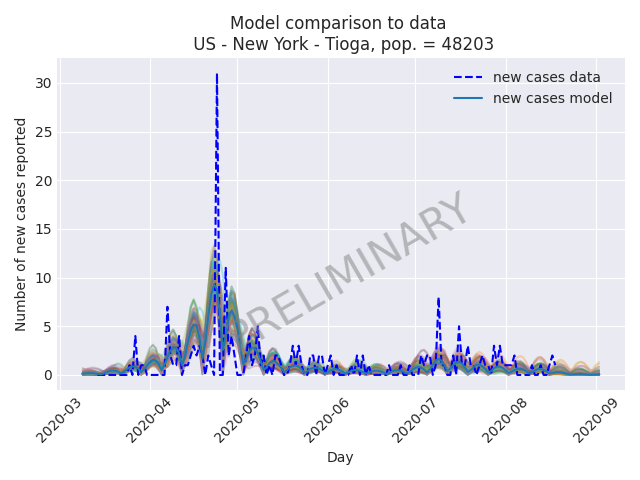 Model comparison to data
US - New York - Tioga, pop. = 48203
new cases data
new cases model
Number of new cases reported
30
25
20
15
10
5
0
PRELIMINARY
2020-03
2020-04
2020-05
2020-06
2020-07
2020-08
2020-09
Day